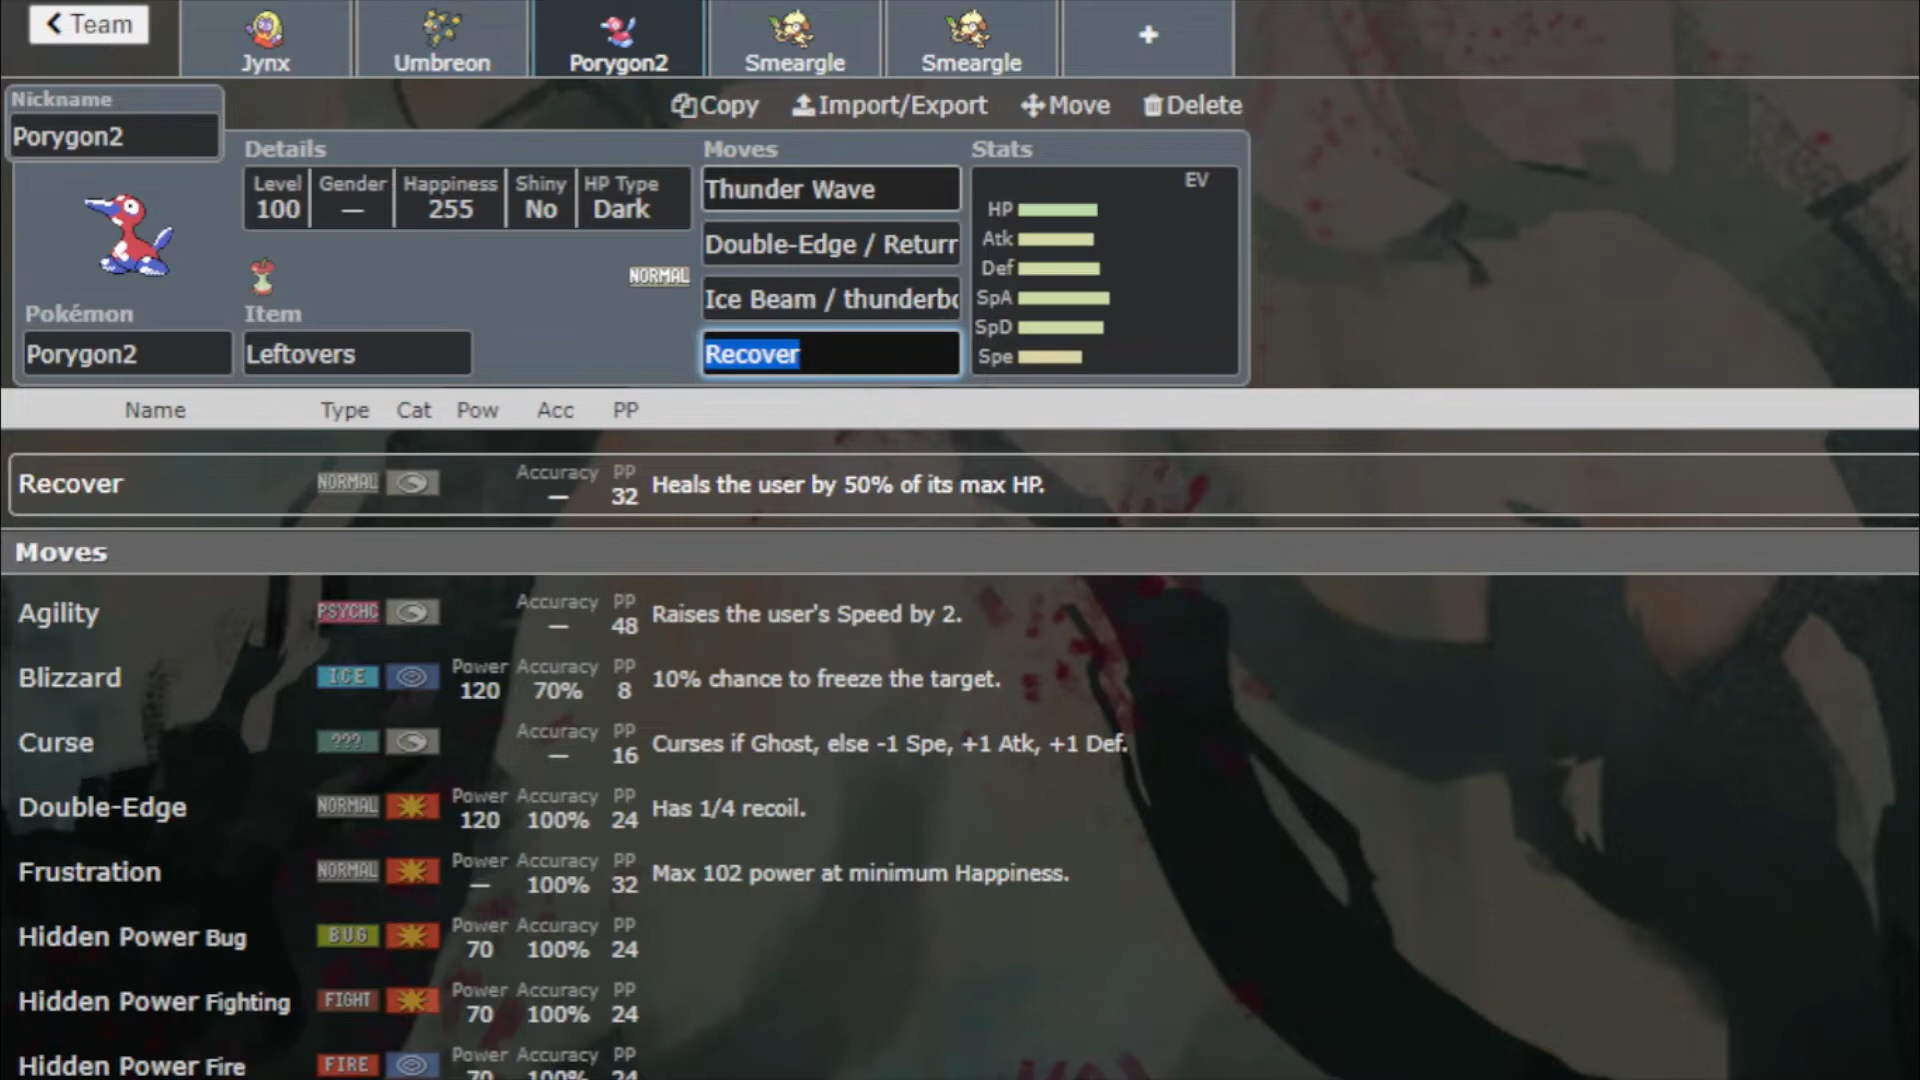 Team
Jynx
Umbreon
Porygon2
Smeargle
Smeargle
+
Nickname
Porygon2
Copy Import/Export Move Delete
Details
Level 100
Gender —
Happiness 255
Shiny No
HP Type Dark
NORMAL
Pokémon
Porygon2
Item
Leftovers
Moves
Thunder Wave
Double-Edge / Return
Ice Beam / thunderbo
Recover
Stats
EV
HP
Atk
Def
SpA
SpD
Spe
Name Type Cat Pow Acc PP
Recover NORMAL Accuracy — PP 32 Heals the user by 50% of its max HP.
Moves
Agility PSYCHC Accuracy — PP 48 Raises the user's Speed by 2.
Blizzard ICE Power 120 Accuracy 70% PP 8 10% chance to freeze the target.
Curse ??? Accuracy — PP 16 Curses if Ghost, else -1 Spe, +1 Atk, +1 Def.
Double-Edge NORMAL Power 120 Accuracy 100% PP 24 Has 1/4 recoil.
Frustration NORMAL Power — Accuracy 100% PP 32 Max 102 power at minimum Happiness.
Hidden Power Bug BUG Power 70 Accuracy 100% PP 24
Hidden Power Fighting FIGHT Power 70 Accuracy 100% PP 24
Hidden Power Fire FIRE Power 70 Accuracy 100% PP 24